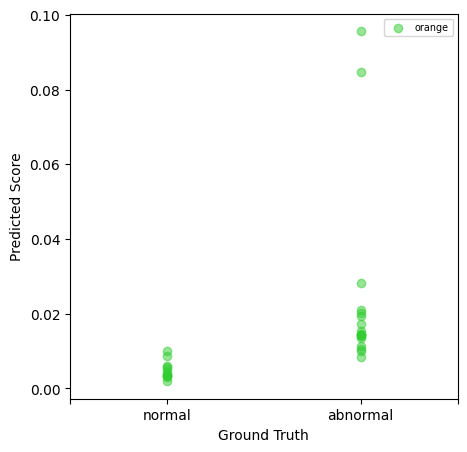 0.10
orange
0.08
0.06
0.04
0.02
0.00
Predicted Score
normal
abnormal
Ground Truth